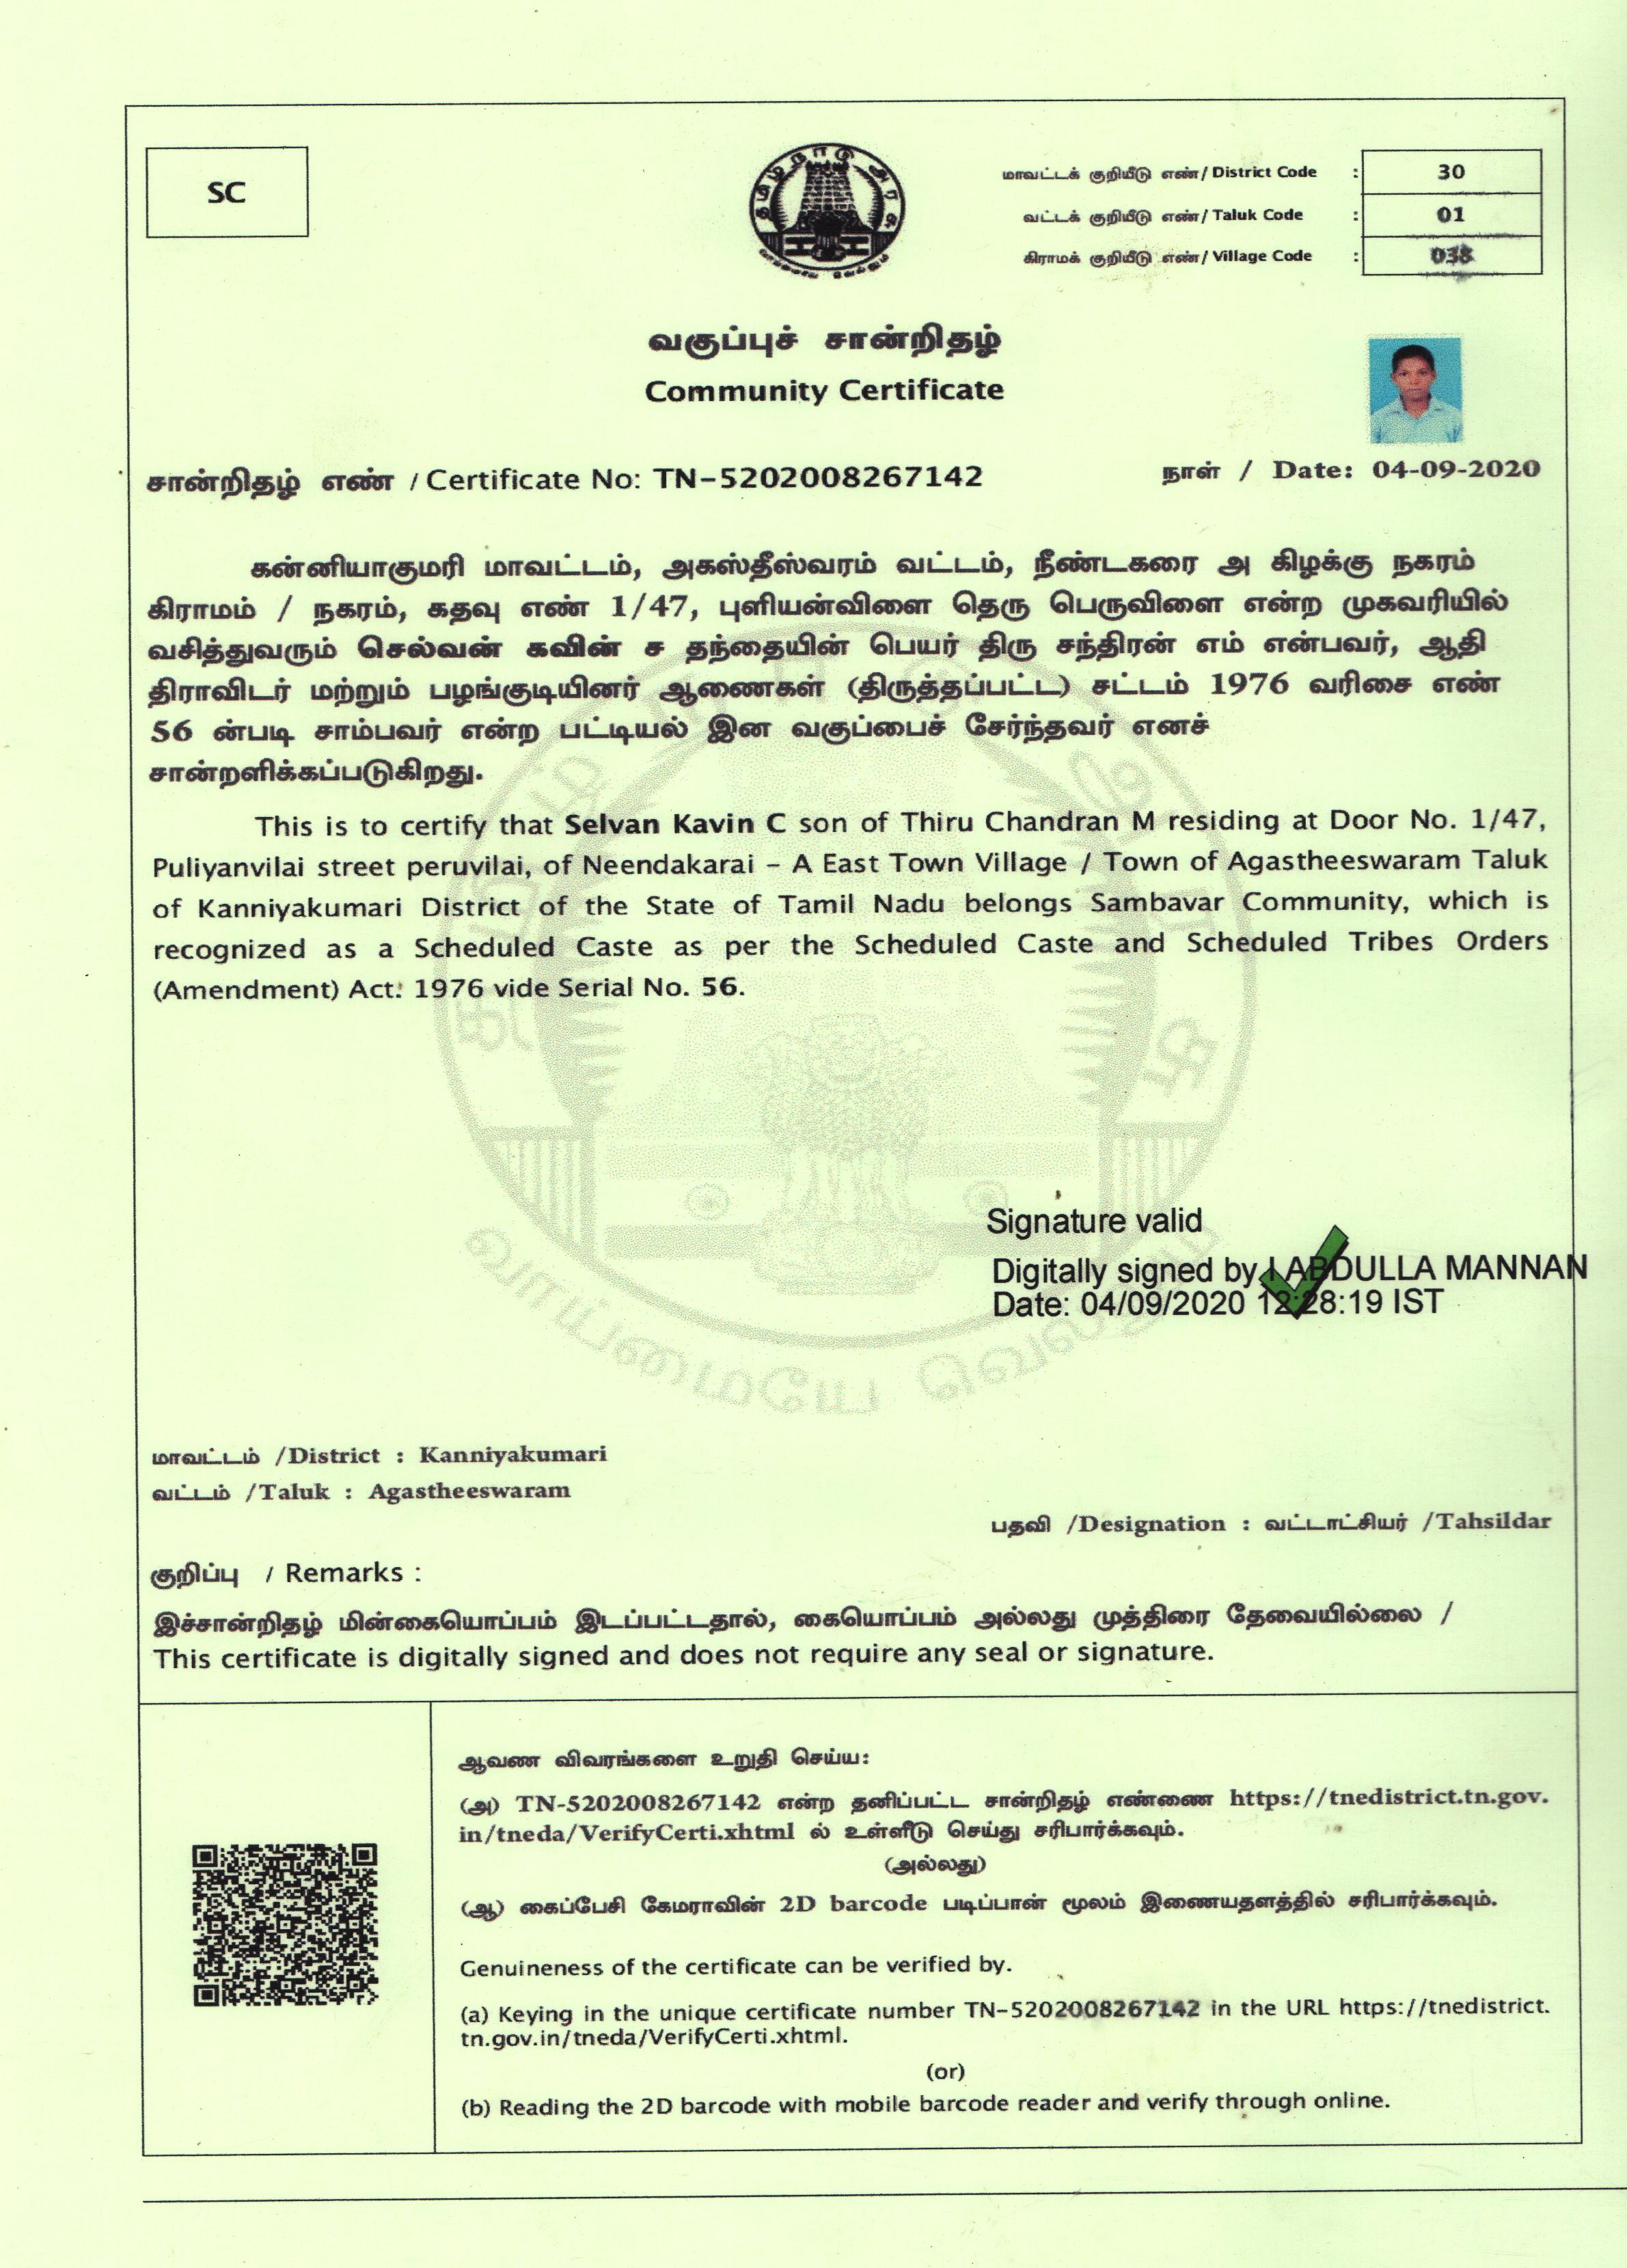 SC
தமிழ்நாடு அரசு
வாய்மையே வெல்லும்
மாவட்டக் குறியீடு எண்/ District Code : 30
வட்டக் குறியீடு எண்/ Taluk Code : 01
கிராமக் குறியீடு எண்/ Village Code : 038
வகுப்புச் சான்றிதழ்
Community Certificate
சான்றிதழ் எண் / Certificate No: TN-5202008267142
நாள் / Date: 04-09-2020
கன்னியாகுமரி மாவட்டம், அகஸ்தீஸ்வரம் வட்டம், நீண்டகரை அ கிழக்கு நகரம்
கிராமம் / நகரம், கதவு எண் 1/47, புளியன்விளை தெரு பெருவிளை என்ற முகவரியில்
வசித்துவரும் செல்வன் கவின் ச தந்தையின் பெயர் திரு சந்திரன் எம் என்பவர், ஆதி
திராவிடர் மற்றும் பழங்குடியினர் ஆணைகள் (திருத்தப்பட்ட) சட்டம் 1976 வரிசை எண்
56 ன்படி சாம்பவர் என்ற பட்டியல் இன வகுப்பைச் சேர்ந்தவர் எனச்
சான்றளிக்கப்படுகிறது.
This is to certify that Selvan Kavin C son of Thiru Chandran M residing at Door No. 1/47,
Puliyanvilai street peruvilai, of Neendakarai - A East Town Village / Town of Agastheeswaram Taluk
of Kanniyakumari District of the State of Tamil Nadu belongs Sambavar Community, which is
recognized as a Scheduled Caste as per the Scheduled Caste and Scheduled Tribes Orders
(Amendment) Act. 1976 vide Serial No. 56.
Signature valid
Digitally signed by I ABDULLA MANNAN
Date: 04/09/2020 12:28:19 IST
மாவட்டம் /District : Kanniyakumari
வட்டம் /Taluk : Agastheeswaram
பதவி /Designation : வட்டாட்சியர் /Tahsildar
குறிப்பு / Remarks :
இச்சான்றிதழ் மின்கையொப்பம் இடப்பட்டதால், கையொப்பம் அல்லது முத்திரை தேவையில்லை /
This certificate is digitally signed and does not require any seal or signature.
ஆவண விவரங்களை உறுதி செய்ய:
(அ) TN-5202008267142 என்ற தனிப்பட்ட சான்றிதழ் எண்ணை https://tnedistrict.tn.gov.
in/tneda/VerifyCerti.xhtml ல் உள்ளீடு செய்து சரிபார்க்கவும்.
(அல்லது)
(ஆ) கைப்பேசி கேமராவின் 2D barcode படிப்பான் மூலம் இணையதளத்தில் சரிபார்க்கவும்.
Genuineness of the certificate can be verified by.
(a) Keying in the unique certificate number TN-5202008267142 in the URL https://tnedistrict.
tn.gov.in/tneda/VerifyCerti.xhtml.
(or)
(b) Reading the 2D barcode with mobile barcode reader and verify through online.